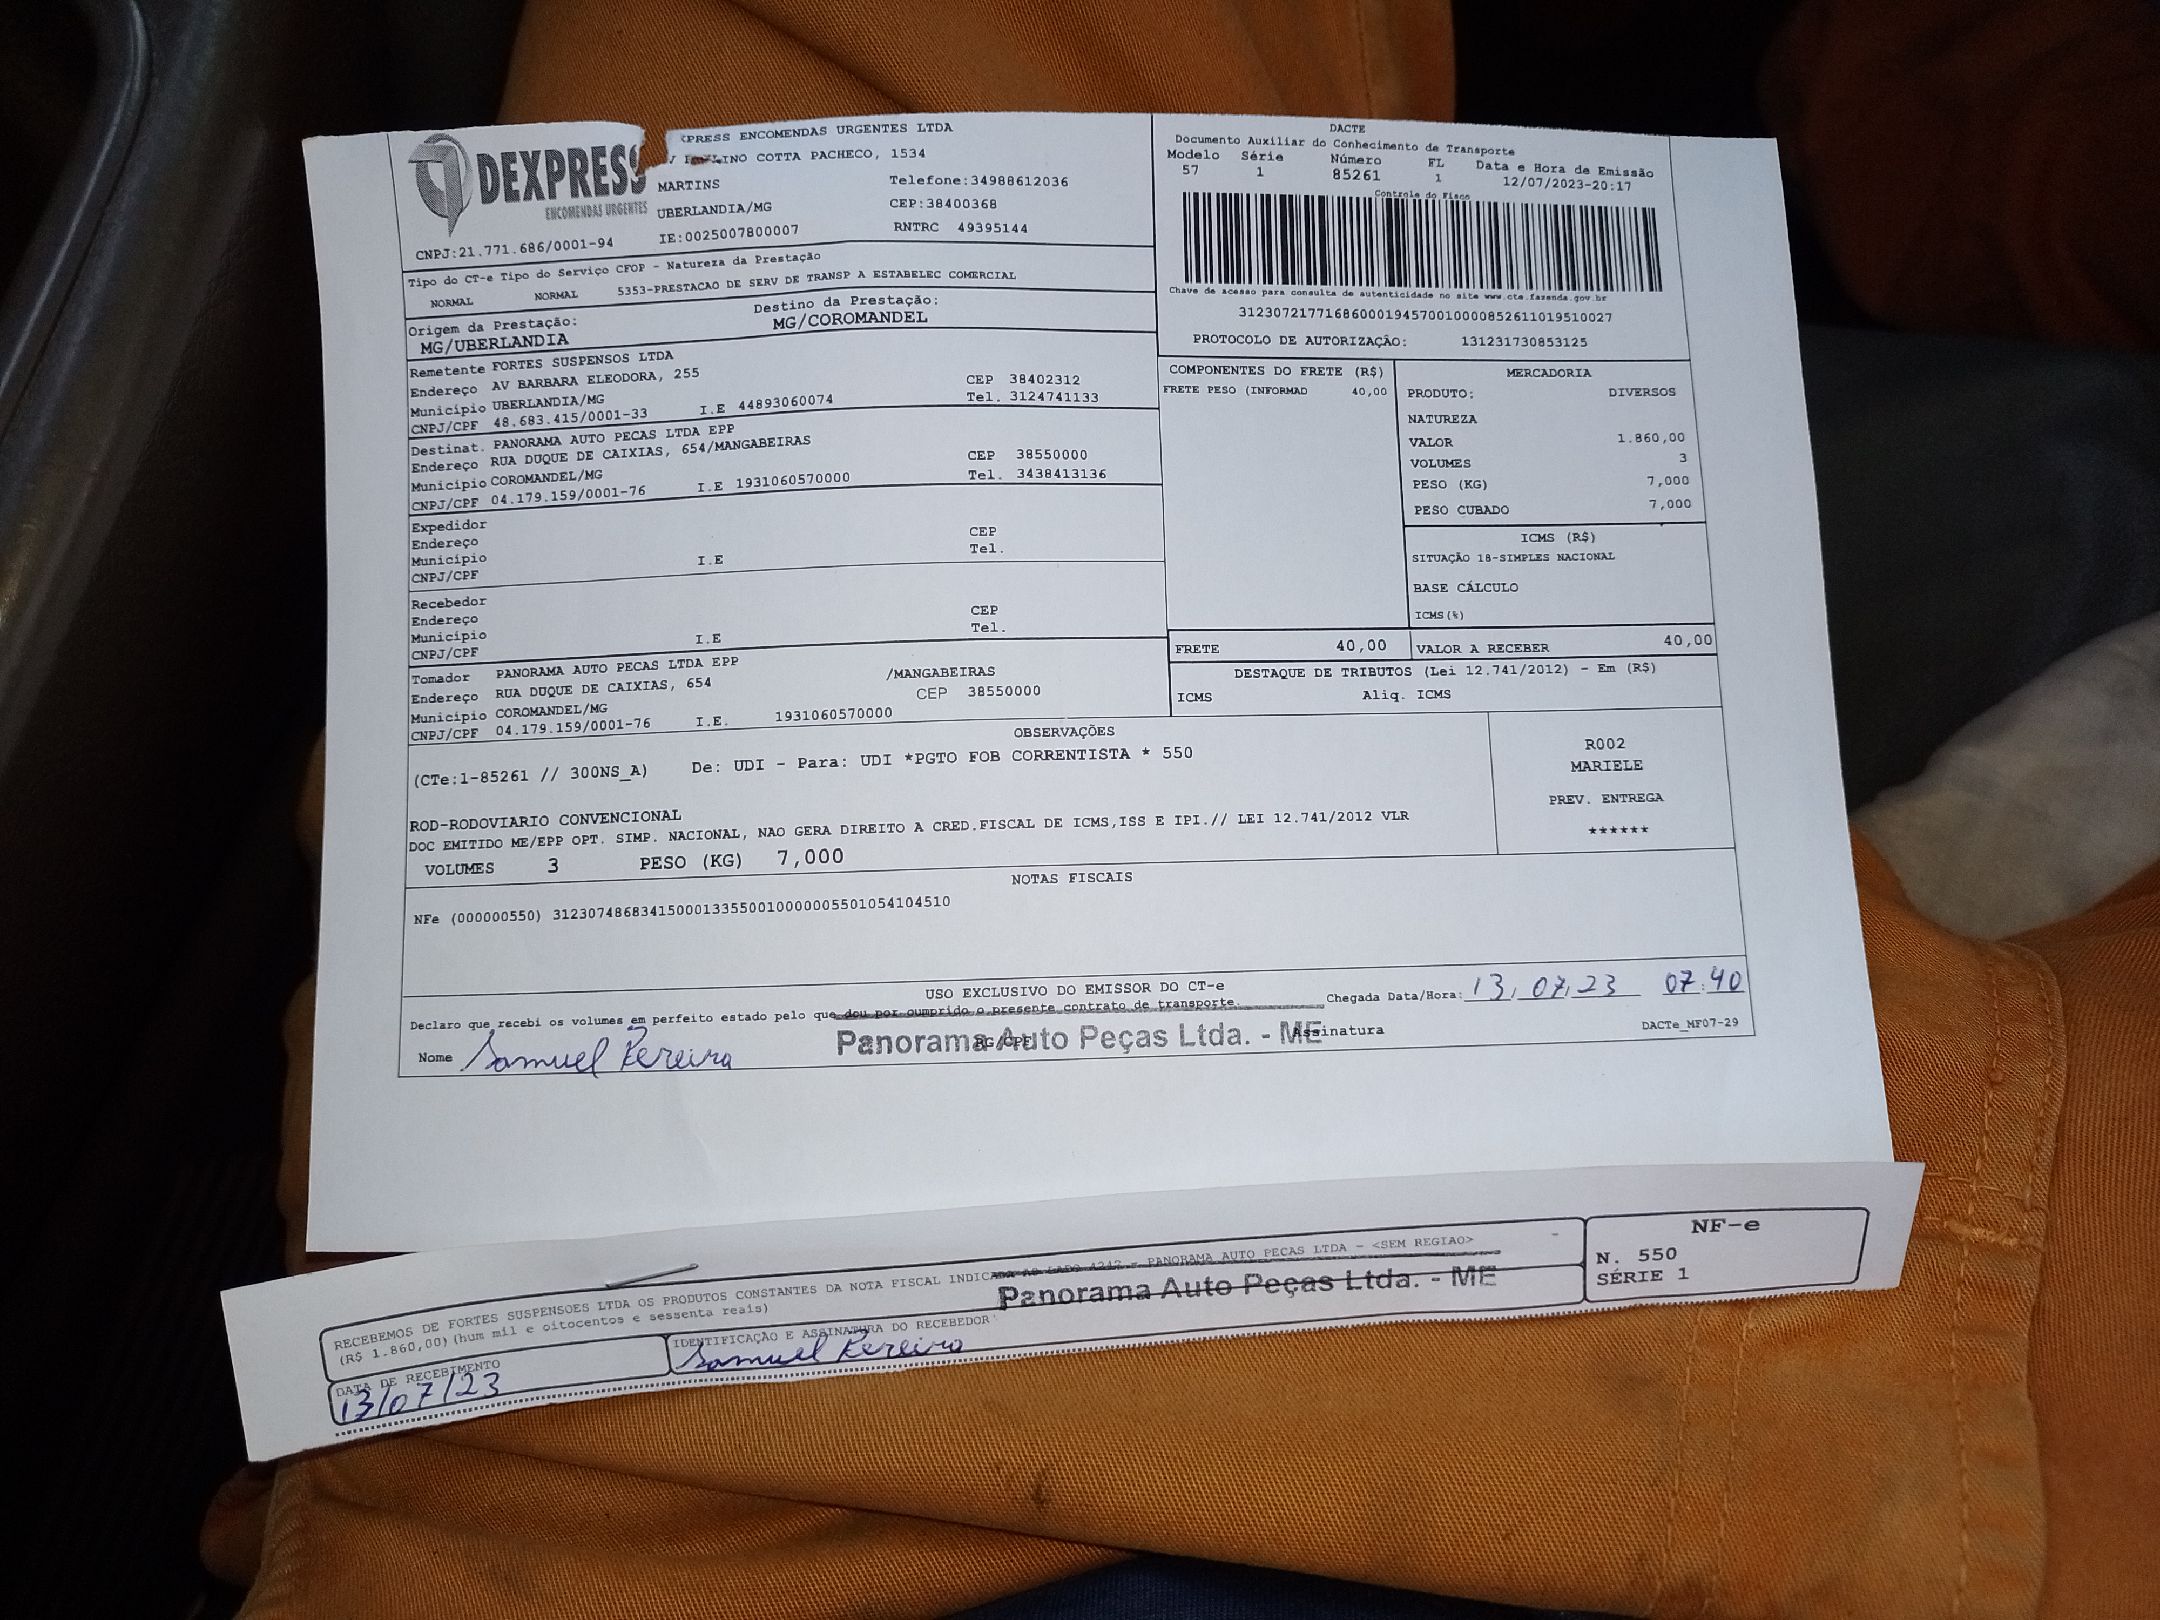 DEXPRESS
ENCOMENDAS URGENTES
PRESS ENCOMENDAS URGENTES LTDA
LINO COTTA PACHECO, 1534
MARTINS Telefone:34988612036
UBERLANDIA/MG CEP:38400368
CNPJ:21.771.686/0001-94 IE:0025007800007 RNTRC 49395144
Tipo do CT-e Tipo do Serviço CFOP - Natureza da Prestação
NORMAL NORMAL 5353-PRESTACAO DE SERV DE TRANSP A ESTABELEC COMERCIAL
Origem da Prestação: Destino da Prestação:
MG/UBERLANDIA MG/COROMANDEL
Remetente FORTES SUSPENSOS LTDA
Endereço AV BARBARA ELEODORA, 255 CEP 38402312
Município UBERLANDIA/MG Tel. 3124741133
CNPJ/CPF 48.683.415/0001-33 I.E 44893060074
Destinat. PANORAMA AUTO PECAS LTDA EPP
Endereço RUA DUQUE DE CAIXIAS, 654/MANGABEIRAS CEP 38550000
Município COROMANDEL/MG Tel. 3438413136
CNPJ/CPF 04.179.159/0001-76 I.E 1931060570000
Expedidor
Endereço CEP
Município Tel.
CNPJ/CPF I.E
Recebedor
Endereço CEP
Município Tel.
CNPJ/CPF I.E
Tomador PANORAMA AUTO PECAS LTDA EPP
Endereço RUA DUQUE DE CAIXIAS, 654 /MANGABEIRAS
Município COROMANDEL/MG CEP 38550000
CNPJ/CPF 04.179.159/0001-76 I.E. 1931060570000
DACTE
Documento Auxiliar do Conhecimento de Transporte
Modelo Série Número FL Data e Hora de Emissão
57 1 85261 1 12/07/2023-20:17
Controle do Fisco
Chave de acesso para consulta de autenticidade no site www.cte.fazenda.gov.br
31230721771686000194570010000852611019510027
PROTOCOLO DE AUTORIZAÇÃO: 131231730853125
COMPONENTES DO FRETE (R$)
FRETE PESO (INFORMAD 40,00
MERCADORIA
PRODUTO: DIVERSOS
NATUREZA
VALOR 1.860,00
VOLUMES 3
PESO (KG) 7,000
PESO CUBADO 7,000
ICMS (R$)
SITUAÇÃO 18-SIMPLES NACIONAL
BASE CÁLCULO
ICMS(%)
FRETE 40,00 VALOR A RECEBER 40,00
DESTAQUE DE TRIBUTOS (Lei 12.741/2012) - Em (R$)
ICMS Aliq. ICMS
OBSERVAÇÕES
(CTe:1-85261 // 300NS_A) De: UDI - Para: UDI *PGTO FOB CORRENTISTA * 550
ROD-RODOVIARIO CONVENCIONAL
DOC EMITIDO ME/EPP OPT. SIMP. NACIONAL, NAO GERA DIREITO A CRED.FISCAL DE ICMS,ISS E IPI.// LEI 12.741/2012 VLR
VOLUMES 3 PESO (KG) 7,000
R002
MARIELE
PREV. ENTREGA
******
NOTAS FISCAIS
NFe (000000550) 31230748683415000133550010000005501054104510
USO EXCLUSIVO DO EMISSOR DO CT-e
Declaro que recebi os volumes em perfeito estado pelo que dou por cumprido o presente contrato de transporte. Chegada Data/Hora: 13/07/23 07:40
Nome Samuel Pereira RG/CPF Assinatura DACTe_MF07-29
Panorama Auto Peças Ltda. - ME
RECEBEMOS DE FORTES SUSPENSOES LTDA OS PRODUTOS CONSTANTES DA NOTA FISCAL INDICADA AO LADO PANORAMA AUTO PECAS LTDA - <SEM REGIAO>
(R$ 1.860,00) (hum mil e oitocentos e sessenta reais)
Panorama Auto Peças Ltda. - ME
DATA DE RECEBIMENTO IDENTIFICAÇÃO E ASSINATURA DO RECEBEDOR
13/07/23 Samuel Pereira
NF-e
N. 550
SÉRIE 1